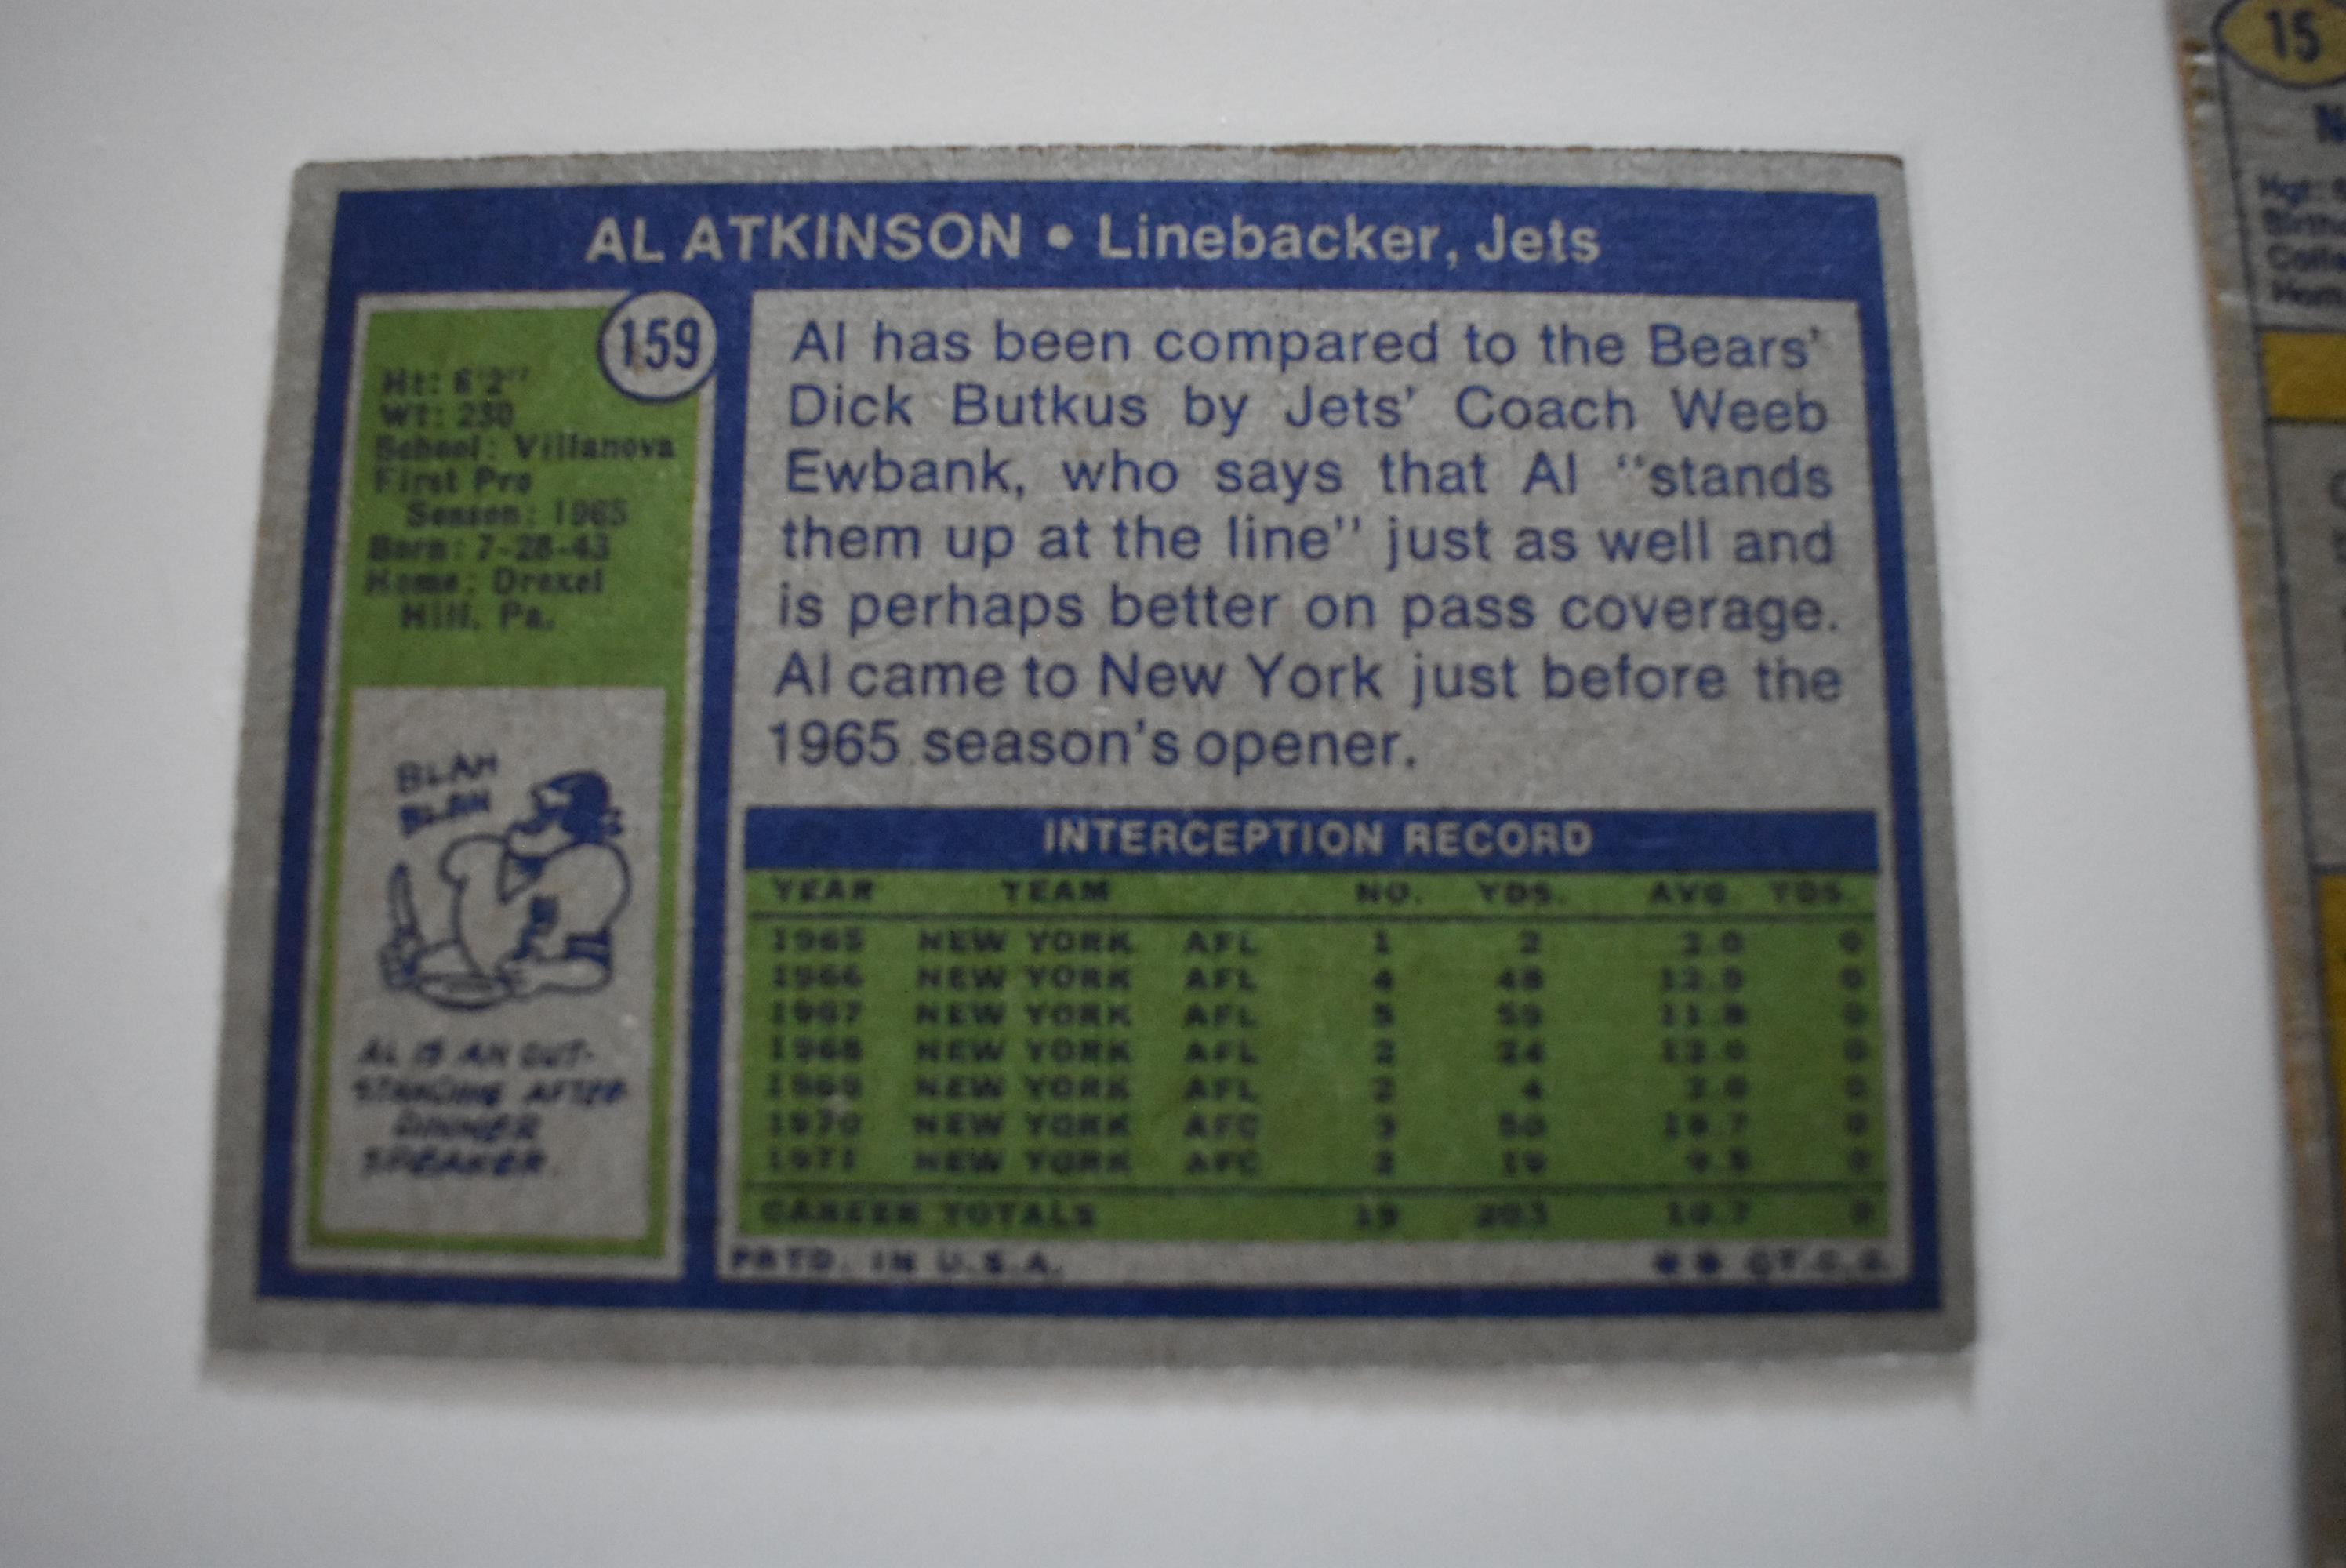 AL ATKINSON • Linebacker, Jets
159
Ht: 6'2"
Wt: 230
School: Villanova
First Pro
Season: 1965
Born: 7-28-43
Home: Drexel
Hill, Pa.
BLAH
BLAH
AL IS AN OUT-
STANDING AFTER
DINNER
SPEAKER.
Al has been compared to the Bears'
Dick Butkus by Jets' Coach Weeb
Ewbank, who says that Al "stands
them up at the line" just as well and
is perhaps better on pass coverage.
Al came to New York just before the
1965 season's opener.
INTERCEPTION RECORD
YEAR TEAM NO. YDS. AVG. YDS.
1965 NEW YORK AFL 1 2 2.0 0
1966 NEW YORK AFL 4 48 12.0 0
1967 NEW YORK AFL 5 59 11.8 0
1968 NEW YORK AFL 2 24 12.0 0
1969 NEW YORK AFL 2 4 2.0 0
1970 NEW YORK AFC 3 50 16.7 0
1971 NEW YORK AFC 2 19 9.5 0
CAREER TOTALS 19 203 10.7 0
PRTD. IN U.S.A. ** ©T.C.G.
15
Hgt: